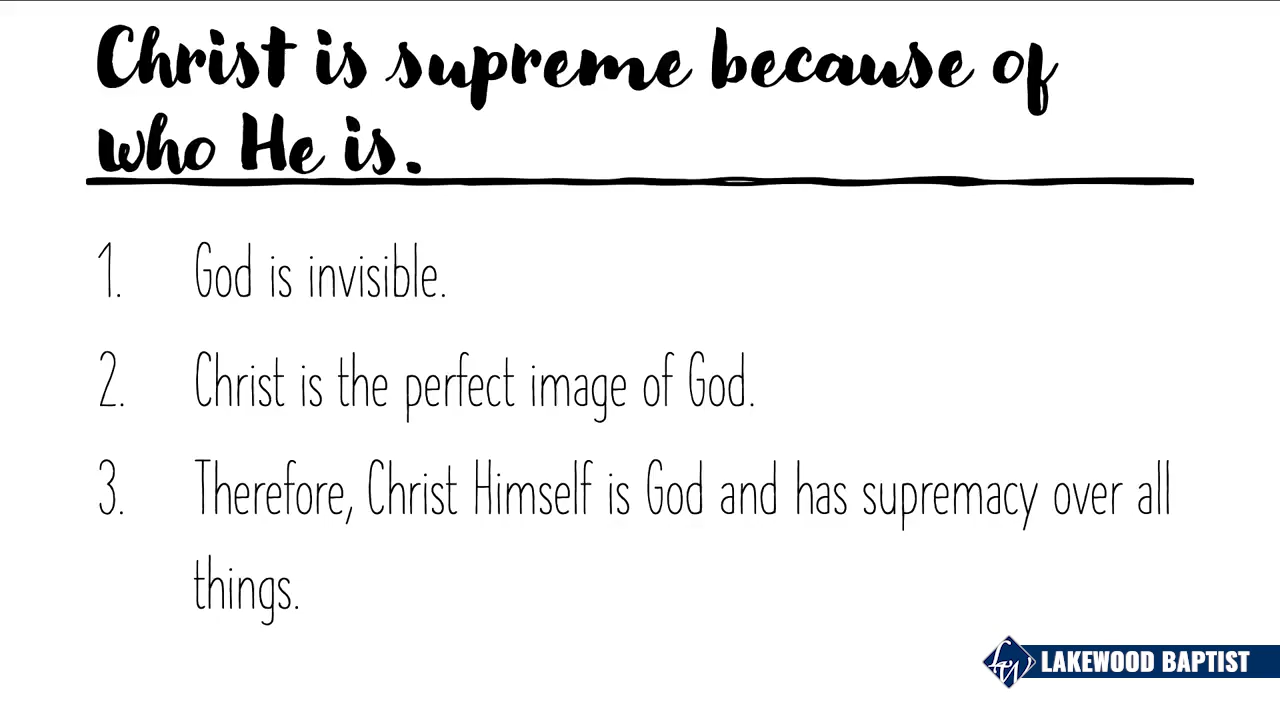 Christ is supreme because of
who He is.
1. God is invisible.
2. Christ is the perfect image of God.
3. Therefore, Christ Himself is God and has supremacy over all
things.
LAKEWOOD BAPTIST